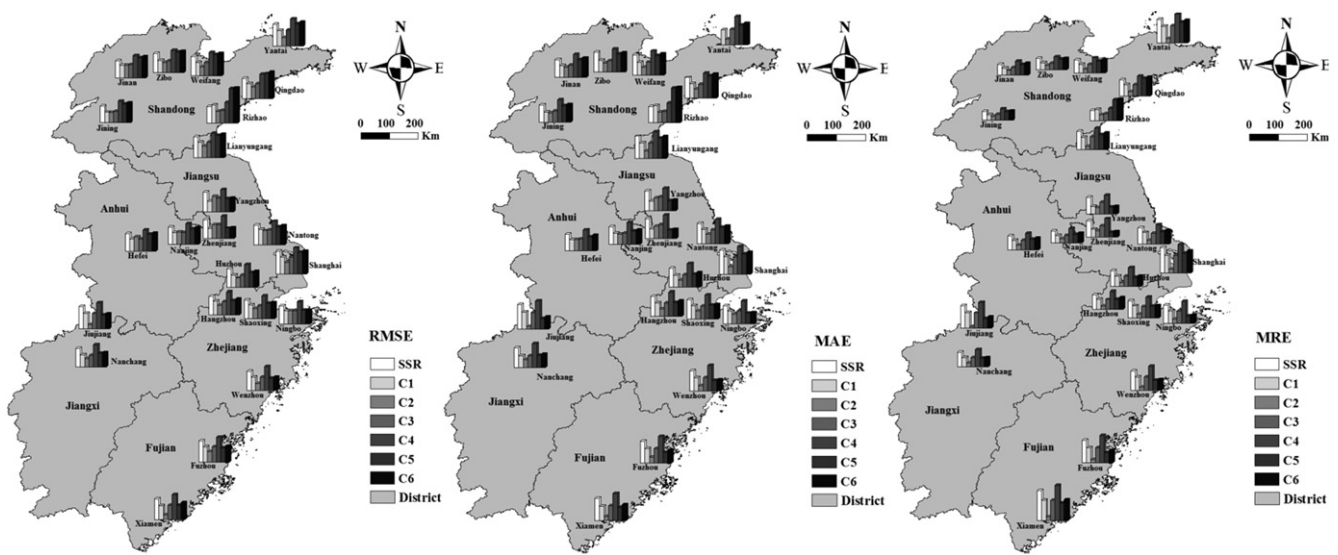 N
W E
S
0 100 200
Km
Yantai
Jinan
Zibo
Weifang
Qingdao
Shandong
Jining
Rizhao
Lianyungang
Jiangsu
Anhui
Yangzhou
Hefei
Nanjing
Zhenjiang
Nantong
Huzhou
Shanghai
Hangzhou
Shaoxing
Ningbo
Jiujiang
Nanchang
Zhejiang
Wenzhou
Jiangxi
Fujian
Fuzhou
Xiamen
RMSE
SSR
C1
C2
C3
C4
C5
C6
District
N
W E
S
0 100 200
Km
Yantai
Jinan
Zibo
Weifang
Qingdao
Shandong
Jining
Rizhao
Lianyungang
Jiangsu
Anhui
Yangzhou
Hefei
Nanjing
Zhenjiang
Nantong
Huzhou
Shanghai
Hangzhou
Shaoxing
Ningbo
Jiujiang
Nanchang
Zhejiang
Wenzhou
Jiangxi
Fujian
Fuzhou
Xiamen
MAE
SSR
C1
C2
C3
C4
C5
C6
District
N
W E
S
0 100 200
Km
Yantai
Jinan
Zibo
Weifang
Qingdao
Shandong
Jining
Rizhao
Lianyungang
Jiangsu
Anhui
Yangzhou
Hefei
Nanjing
Zhenjiang
Nantong
Huzhou
Shanghai
Hangzhou
Shaoxing
Ningbo
Jiujiang
Nanchang
Zhejiang
Wenzhou
Jiangxi
Fujian
Fuzhou
Xiamen
MRE
SSR
C1
C2
C3
C4
C5
C6
District